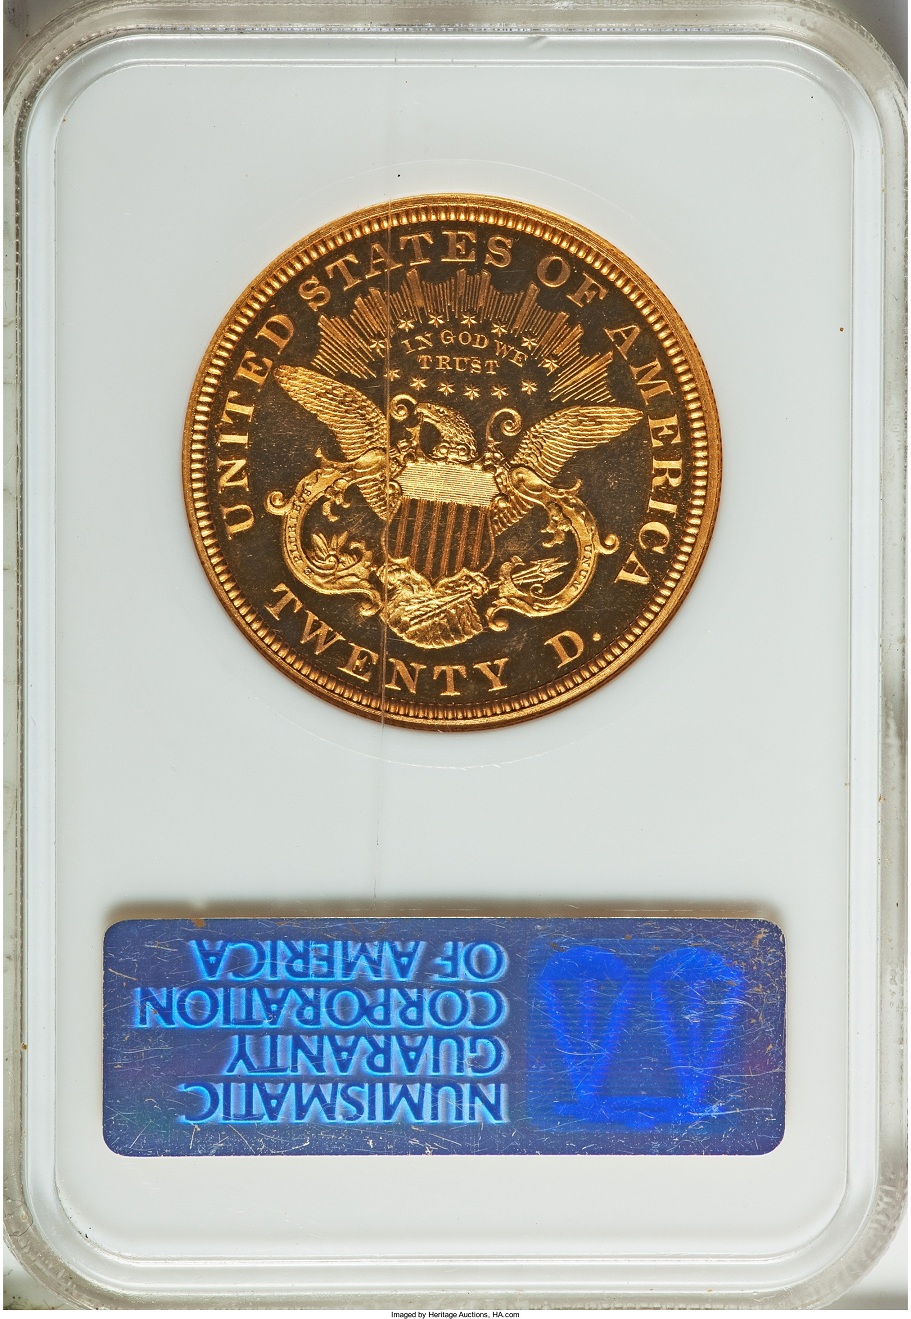 UNITED STATES OF AMERICA
IN GOD WE
TRUST
TWENTY D.
NUMISMATIC
GUARANTY
CORPORATION
OF AMERICA
Imaged by Heritage Auctions, HA.com